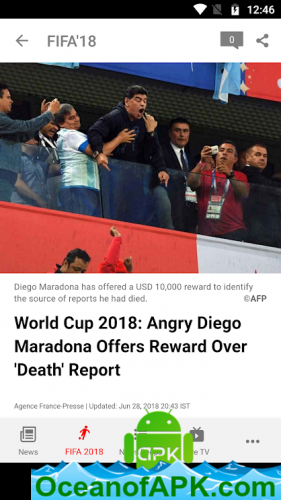 12:46
FIFA'18
0
Diego Maradona has offered a USD 10,000 reward to identify
the source of reports he had died.
©AFP
World Cup 2018: Angry Diego
Maradona Offers Reward Over
'Death' Report
Agence France-Presse | Updated: Jun 28, 2018 20:43 IST
News
FIFA 2018
TV
APK
OceanofAPK.com